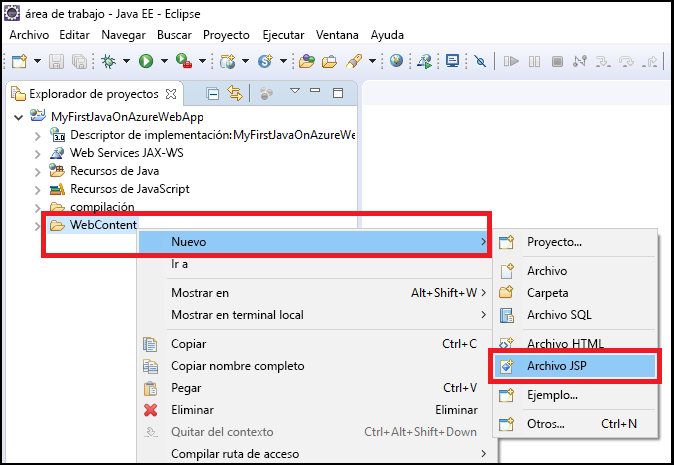 área de trabajo - Java EE - Eclipse
Archivo Editar Navegar Buscar Proyecto Ejecutar Ventana Ayuda
Explorador de proyectos
MyFirstJavaOnAzureWebApp
3.0 Descriptor de implementación: MyFirstJavaOnAzureWe
Web Services JAX-WS
Recursos de Java
Recursos de JavaScript
compilación
WebContent
Nuevo
Ir a
Mostrar en Alt+Shift+W
Mostrar en terminal local
Copiar Ctrl+C
Copiar nombre completo
Pegar Ctrl+V
Eliminar Eliminar
Quitar del contexto Ctrl+Alt+Shift+Down
Compilar ruta de acceso
Proyecto...
Archivo
Carpeta
Archivo SQL
Archivo HTML
Archivo JSP
Ejemplo...
Otros... Ctrl+N